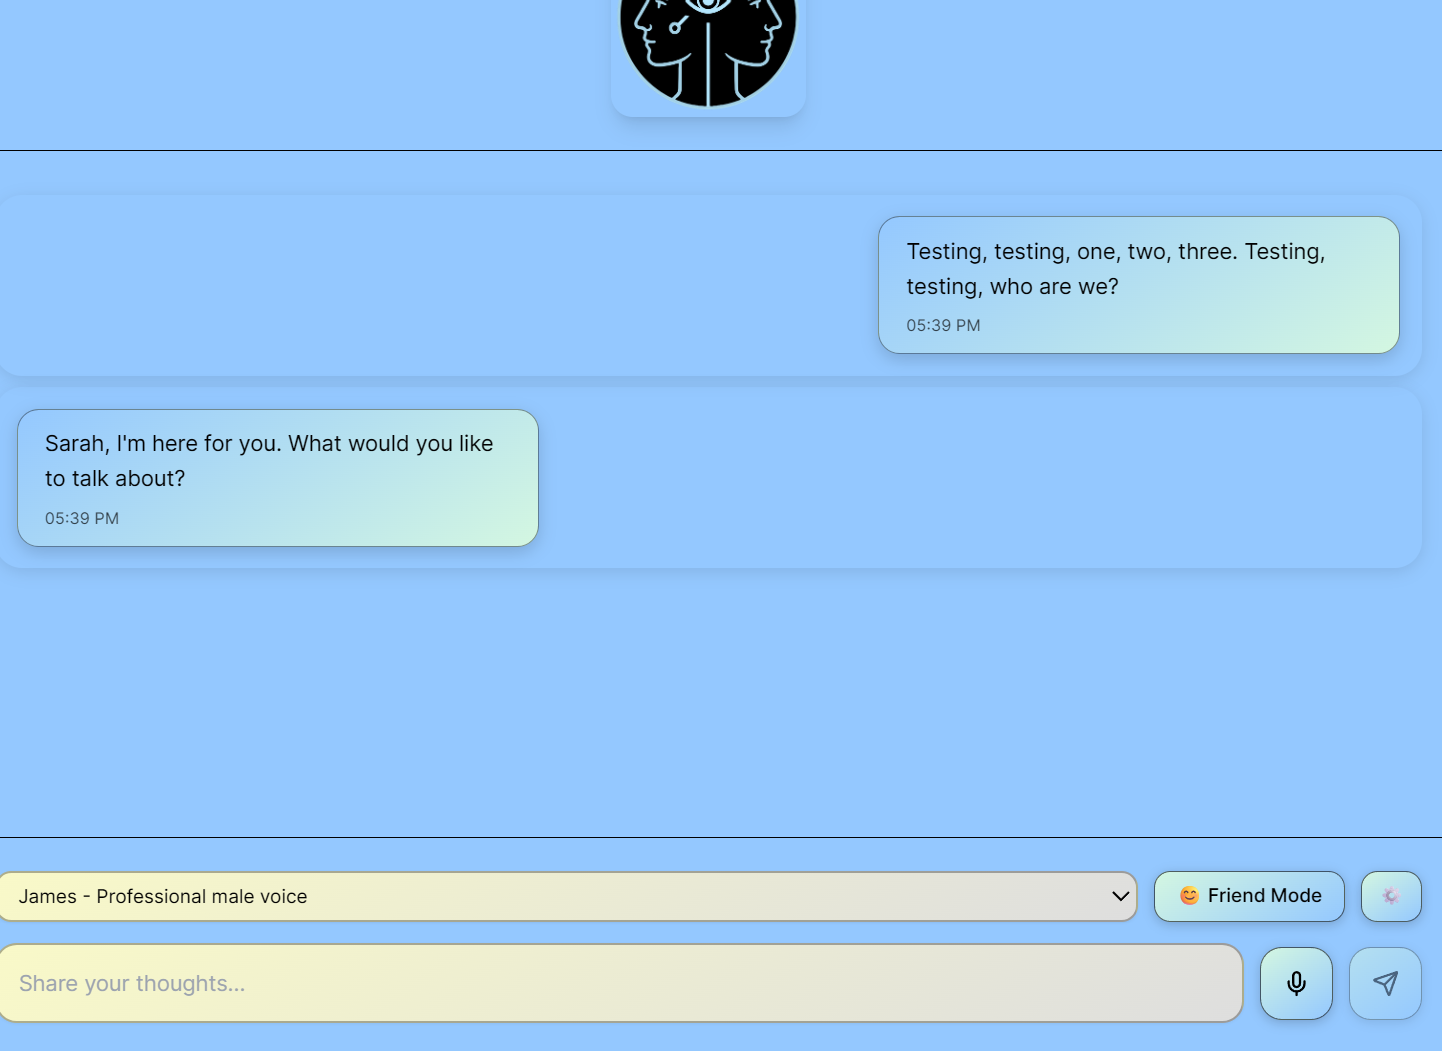 Testing, testing, one, two, three. Testing,
testing, who are we?
05:39 PM
Sarah, I'm here for you. What would you like
to talk about?
05:39 PM
James - Professional male voice
😊 Friend Mode
Share your thoughts...